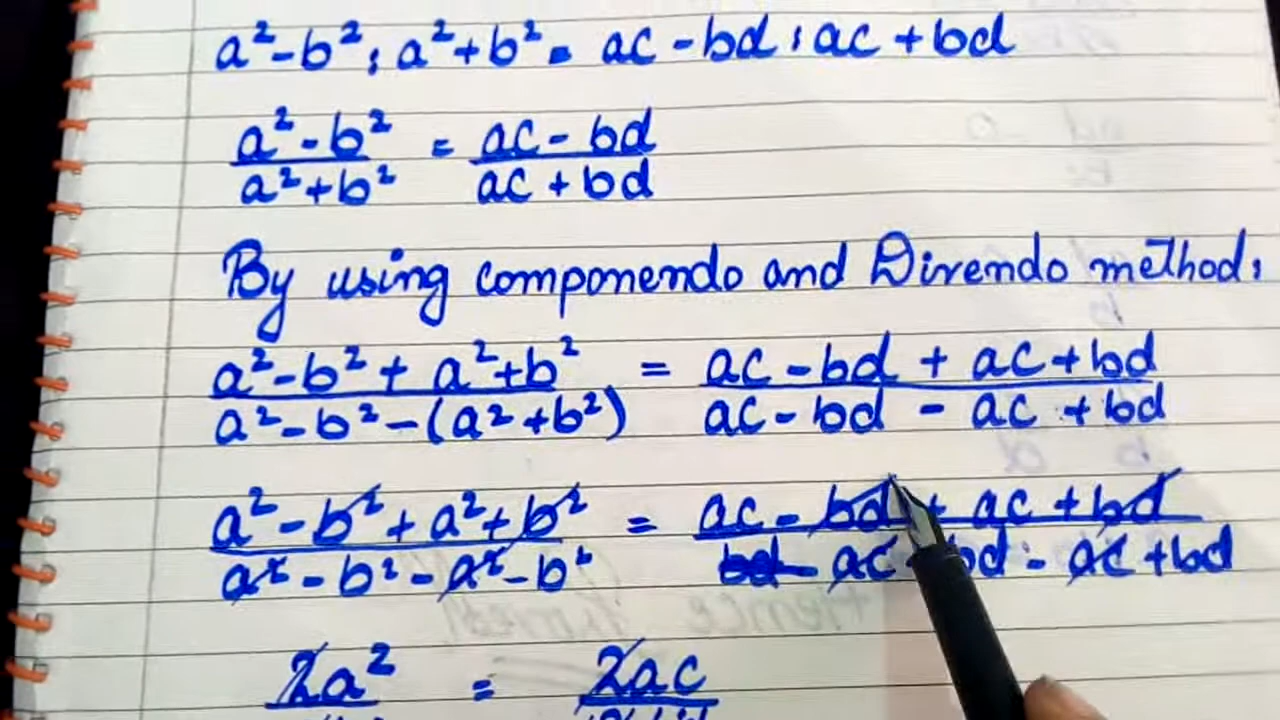 a²-b² : a²+b² = ac - bd : ac + bd
a²-b² / a²+b² = ac - bd / ac + bd
By using componendo and Divendo method:
a²-b² + a²+b² / a²-b²-(a²+b²) = ac - bd + ac + bd / ac - bd - ac + bd
a²-b²+a²+b² / a²-b²-a²-b² = ac - bd + ac + bd / ac - bd - ac + bd
2a² = 2ac